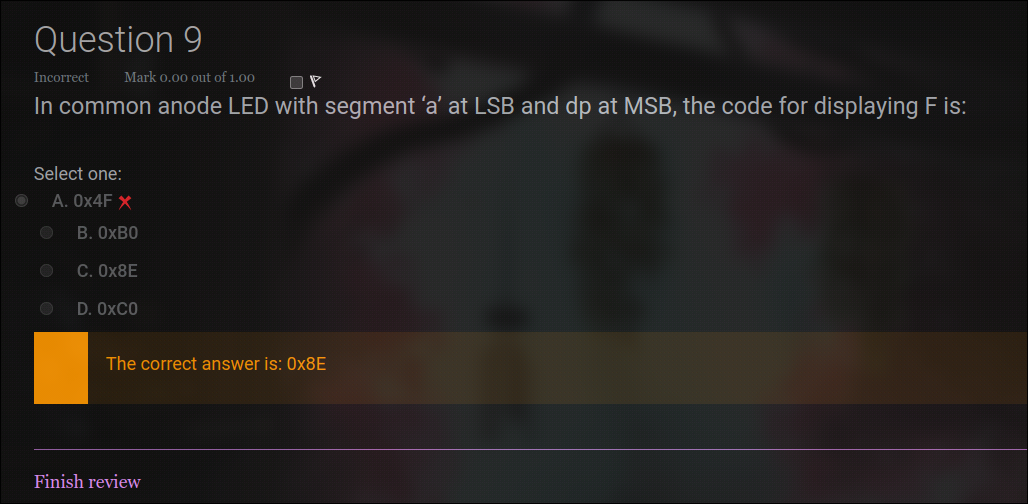 Question 9
Incorrect Mark 0.00 out of 1.00
In common anode LED with segment ‘a’ at LSB and dp at MSB, the code for displaying F is:
Select one:
A. 0x4F
B. 0xB0
C. 0x8E
D. 0xC0
The correct answer is: 0x8E
Finish review